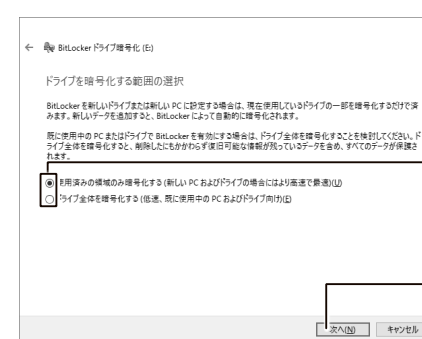 BitLocker ドライブ暗号化 (E:)
ドライブを暗号化する範囲の選択
BitLocker を新しいドライブまたは新しい PC に設定する場合は、現在使用しているドライブの一部を暗号化するだけで済
みます。新しいデータを追加すると、BitLocker によって自動的に暗号化されます。
既に使用中の PC またはドライブで BitLocker を有効にする場合は、ドライブ全体を暗号化することを検討してください。ド
ライブ全体を暗号化すると、削除したにもかかわらず復旧可能な情報が残っているデータを含め、すべてのデータが保護さ
れます。
用済みの領域のみ暗号化する (新しい PC およびドライブの場合にはより高速で最適)(U)
ライブ全体を暗号化する (低速、既に使用中の PC およびドライブ向け)(E)
次へ(N) キャンセル